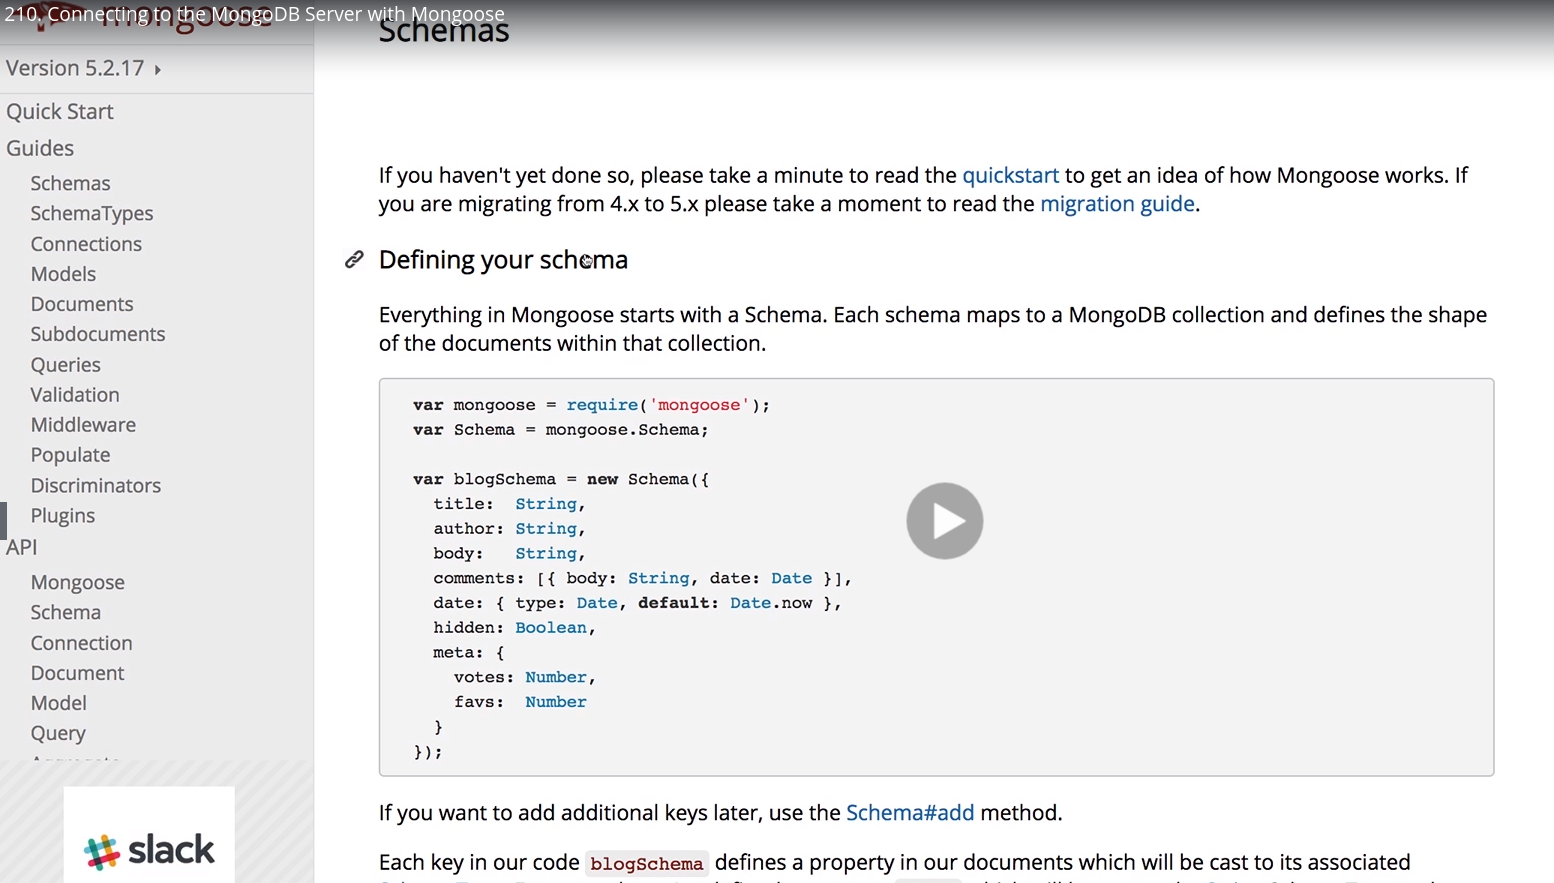 210. Connecting to the MongoDB Server with Mongoose
mongoose
Version 5.2.17
Quick Start
Guides
Schemas
SchemaTypes
Connections
Models
Documents
Subdocuments
Queries
Validation
Middleware
Populate
Discriminators
Plugins
API
Mongoose
Schema
Connection
Document
Model
Query
slack
Schemas
If you haven't yet done so, please take a minute to read the quickstart to get an idea of how Mongoose works. If
you are migrating from 4.x to 5.x please take a moment to read the migration guide.
Defining your schema
Everything in Mongoose starts with a Schema. Each schema maps to a MongoDB collection and defines the shape
of the documents within that collection.
var mongoose = require('mongoose');
var Schema = mongoose.Schema;
var blogSchema = new Schema({
title: String,
author: String,
body: String,
comments: [{ body: String, date: Date }],
date: { type: Date, default: Date.now },
hidden: Boolean,
meta: {
votes: Number,
favs: Number
}
});
If you want to add additional keys later, use the Schema#add method.
Each key in our code blogSchema defines a property in our documents which will be cast to its associated